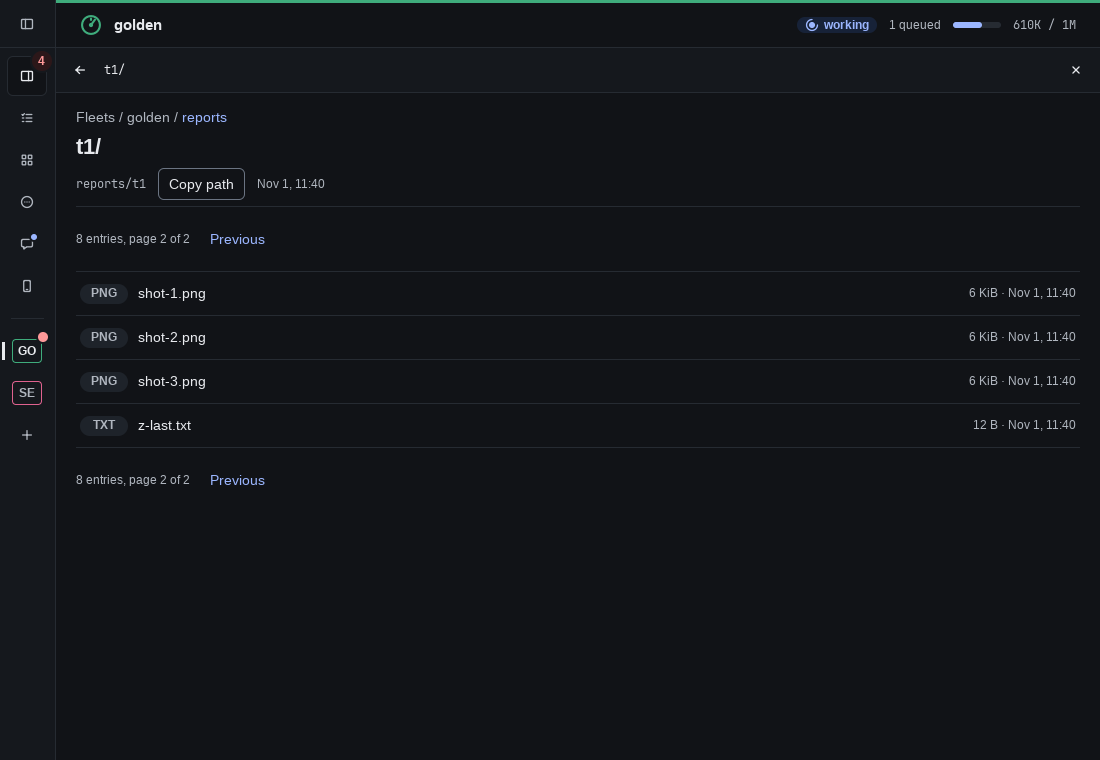 golden
working
1 queued
610K / 1M
4
t1/
Fleets / golden / reports
t1/
reports/t1
Copy path
Nov 1, 11:40
8 entries, page 2 of 2
Previous
PNG shot-1.png 6 KiB · Nov 1, 11:40
PNG shot-2.png 6 KiB · Nov 1, 11:40
PNG shot-3.png 6 KiB · Nov 1, 11:40
TXT z-last.txt 12 B · Nov 1, 11:40
8 entries, page 2 of 2
Previous
GO
SE